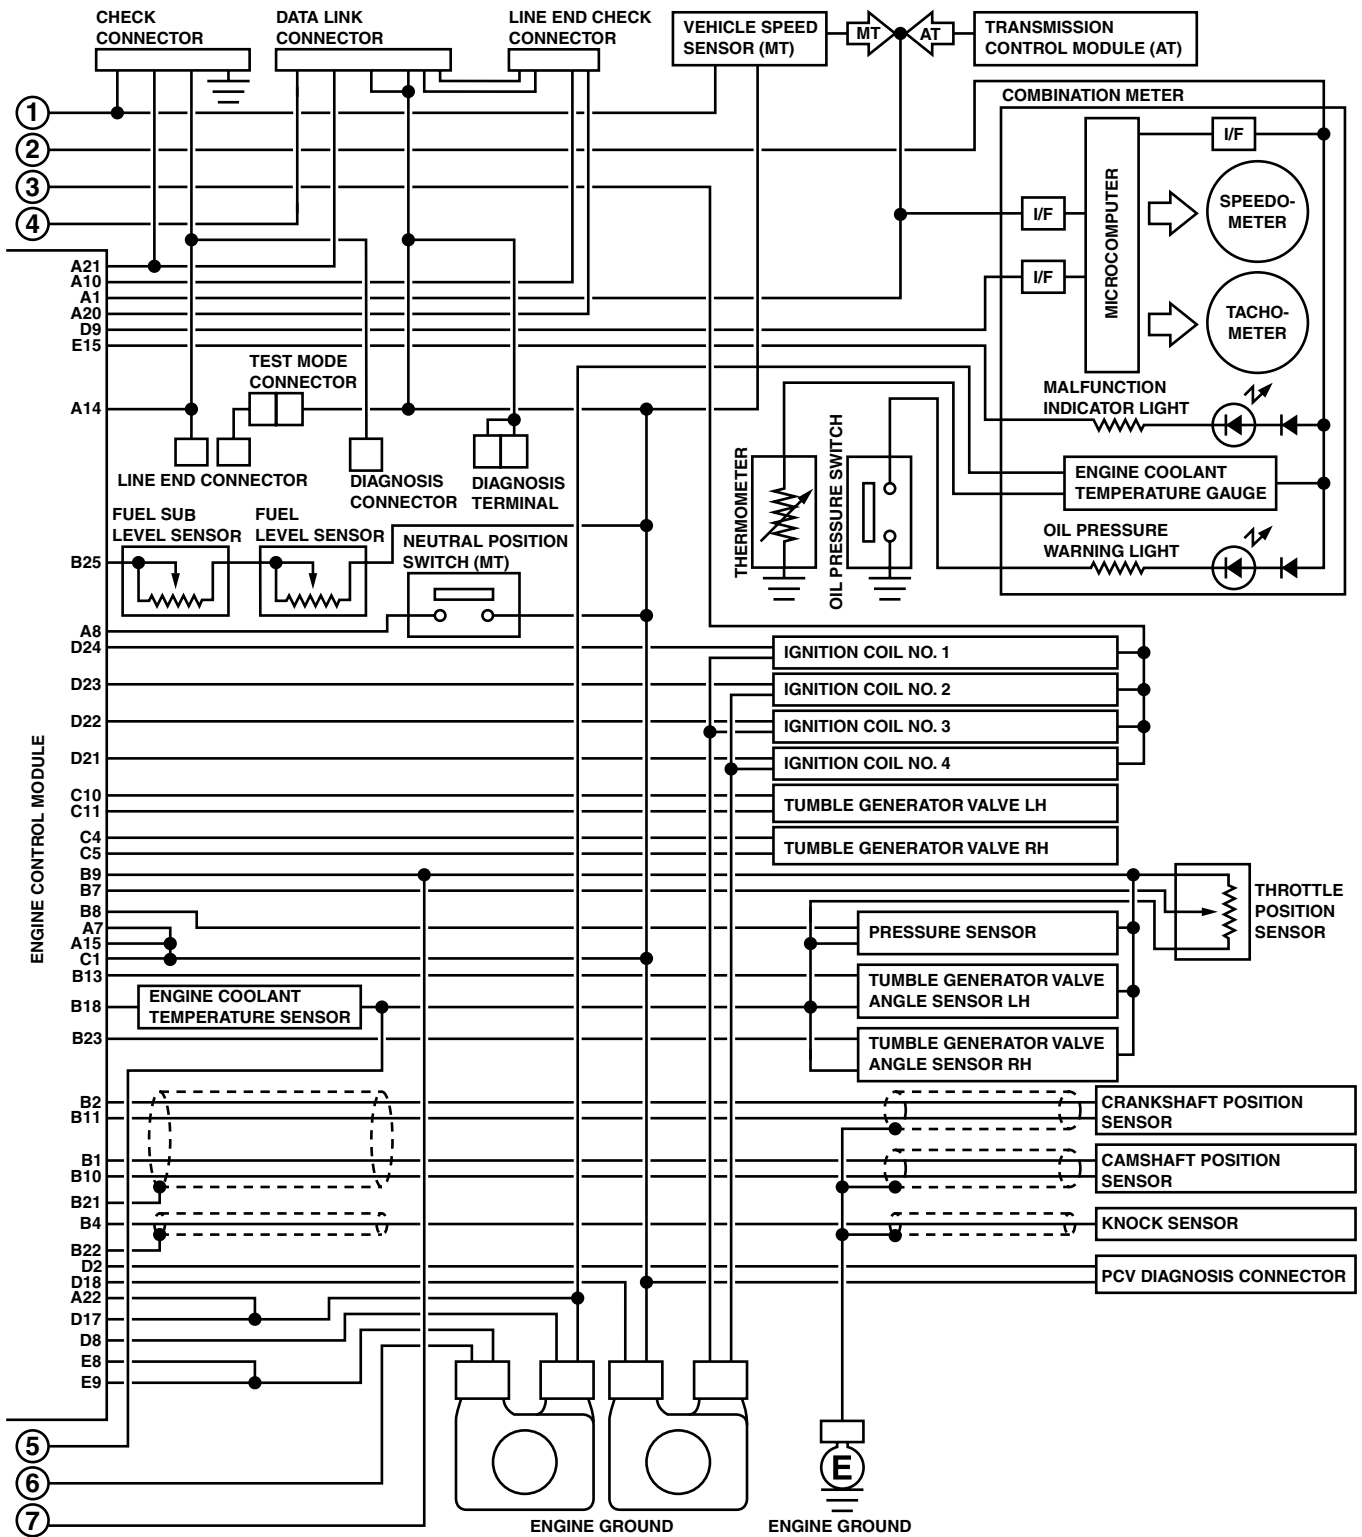 CHECK
CONNECTOR
DATA LINK
CONNECTOR
LINE END CHECK
CONNECTOR
VEHICLE SPEED
SENSOR (MT)
MT
AT
TRANSMISSION
CONTROL MODULE (AT)
COMBINATION METER
1
2
3
4
I/F
I/F
I/F
MICROCOMPUTER
SPEEDO-
METER
TACHO-
METER
A21
A10
A1
A20
D9
E15
A14
TEST MODE
CONNECTOR
LINE END CONNECTOR
DIAGNOSIS
CONNECTOR
DIAGNOSIS
TERMINAL
MALFUNCTION
INDICATOR LIGHT
ENGINE COOLANT
TEMPERATURE GAUGE
OIL PRESSURE
WARNING LIGHT
THERMOMETER
OIL PRESSURE SWITCH
FUEL SUB
LEVEL SENSOR
FUEL
LEVEL SENSOR
NEUTRAL POSITION
SWITCH (MT)
B25
A8
D24
D23
D22
D21
C10
C11
C4
C5
B9
B7
B8
A7
A15
C1
B13
B18
B23
ENGINE CONTROL MODULE
IGNITION COIL NO. 1
IGNITION COIL NO. 2
IGNITION COIL NO. 3
IGNITION COIL NO. 4
TUMBLE GENERATOR VALVE LH
TUMBLE GENERATOR VALVE RH
THROTTLE
POSITION
SENSOR
PRESSURE SENSOR
TUMBLE GENERATOR VALVE
ANGLE SENSOR LH
TUMBLE GENERATOR VALVE
ANGLE SENSOR RH
ENGINE COOLANT
TEMPERATURE SENSOR
B2
B11
B1
B10
B21
B4
B22
D2
D18
A22
D17
D8
E8
E9
CRANKSHAFT POSITION
SENSOR
CAMSHAFT POSITION
SENSOR
KNOCK SENSOR
PCV DIAGNOSIS CONNECTOR
5
6
7
E
ENGINE GROUND
ENGINE GROUND